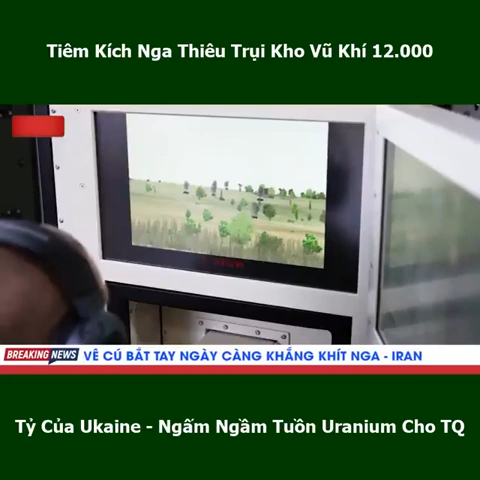 Tiêm Kích Nga Thiêu Trụi Kho Vũ Khí 12.000
BREAKING NEWS
VỀ CÚ BẮT TAY NGÀY CÀNG KHẮNG KHÍT NGA - IRAN
Tỷ Của Ukaine - Ngấm Ngầm Tuồn Uranium Cho TQ